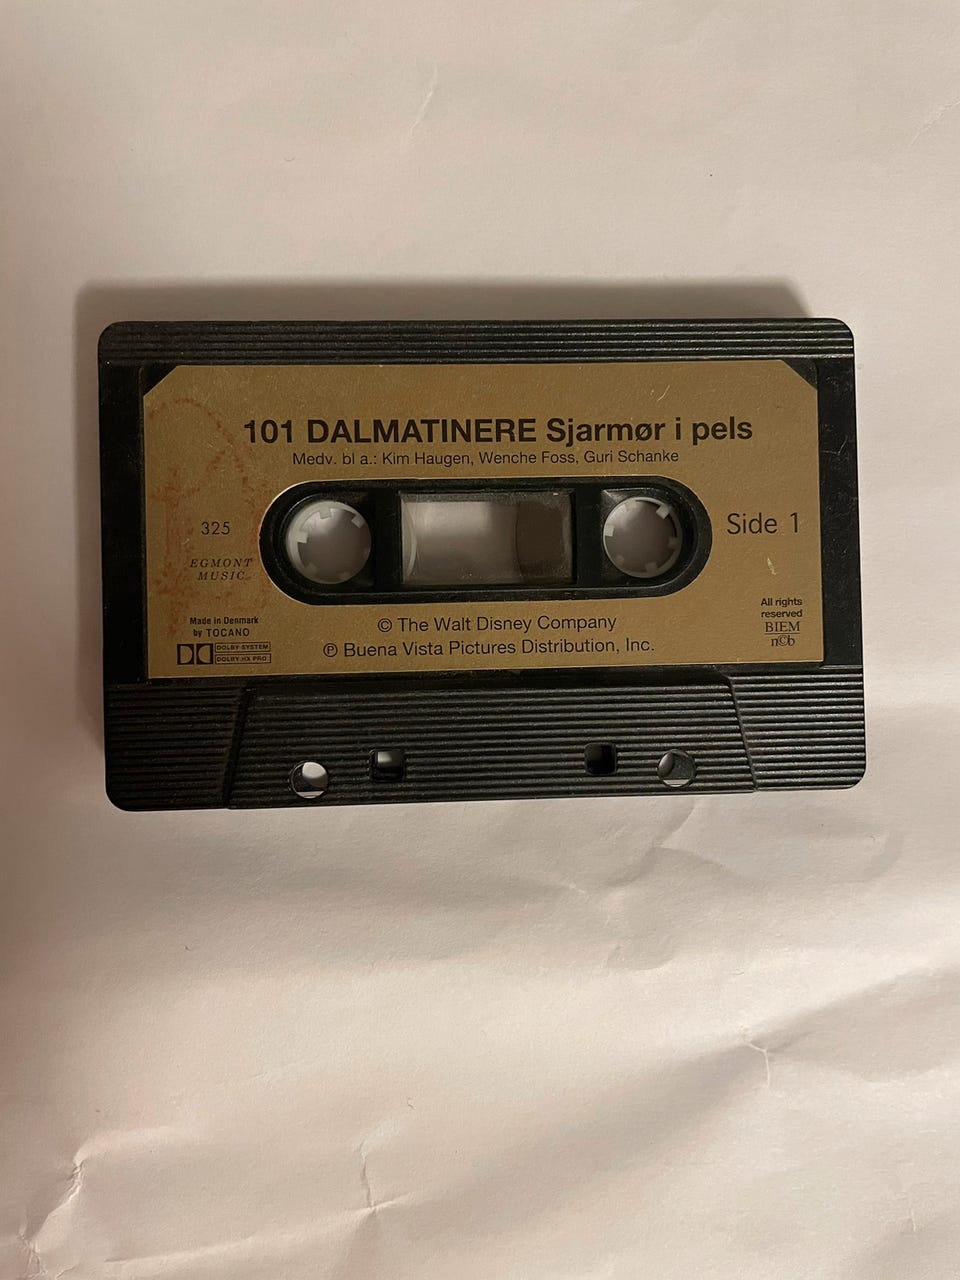 101 DALMATINERE Sjarmør i pels
Medv. bl a.: Kim Haugen, Wenche Foss, Guri Schanke
325
Side 1
EGMONT
MUSIC
Made in Denmark
by TOCANO
DOLBY SYSTEM
DOLBY HX PRO
© The Walt Disney Company
℗ Buena Vista Pictures Distribution, Inc.
All rights
reserved
BIEM
n©b